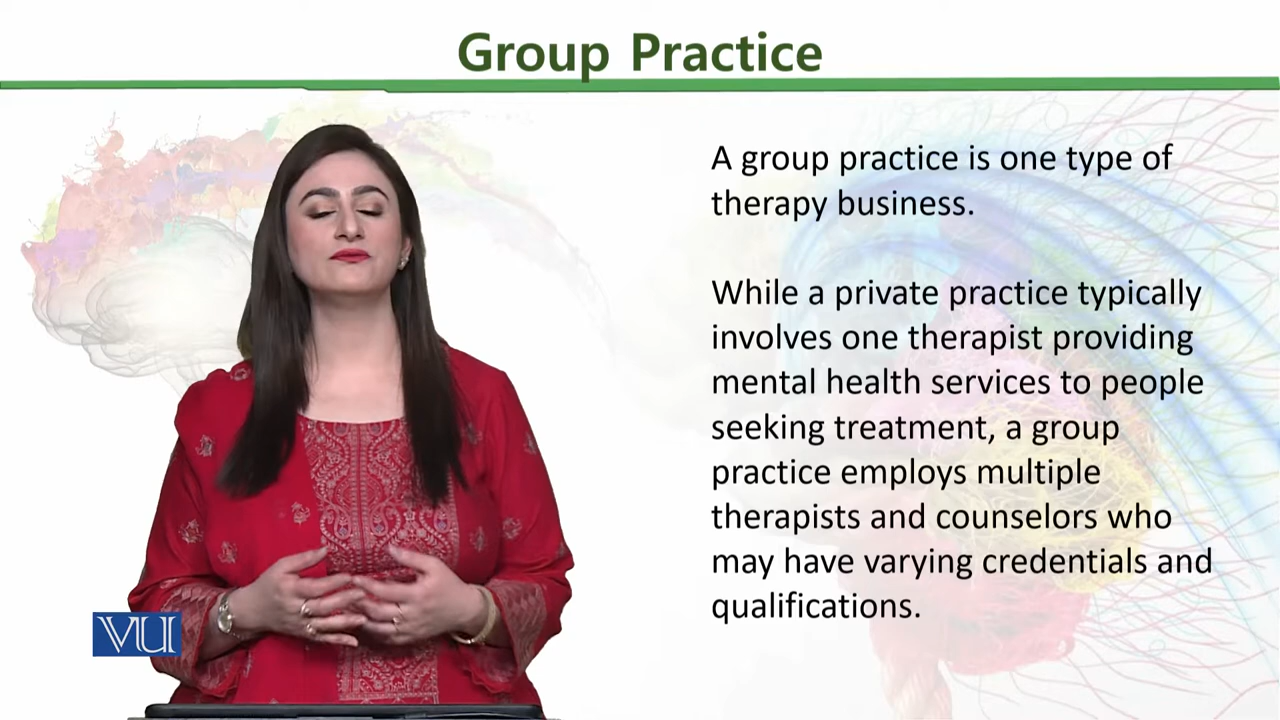 Group Practice
A group practice is one type of
therapy business.
While a private practice typically
involves one therapist providing
mental health services to people
seeking treatment, a group
practice employs multiple
therapists and counselors who
may have varying credentials and
qualifications.
VU